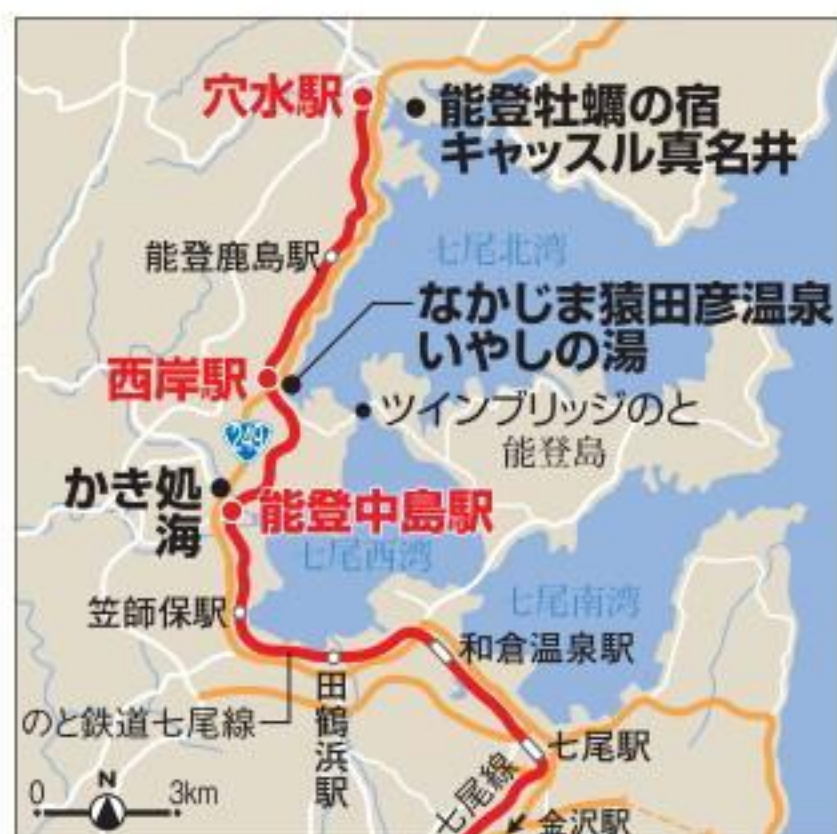 穴水駅
能登牡蠣の宿
キャッスル真名井
能登鹿島駅
七尾北湾
なかじま猿田彦温泉
いやしの湯
西岸駅
ツインブリッジのと
能登島
249
かき処
海
能登中島駅
七尾西湾
七尾南湾
笠師保駅
和倉温泉駅
田鶴浜駅
のと鉄道七尾線
七尾駅
七尾線
金沢駅
N
0 3km